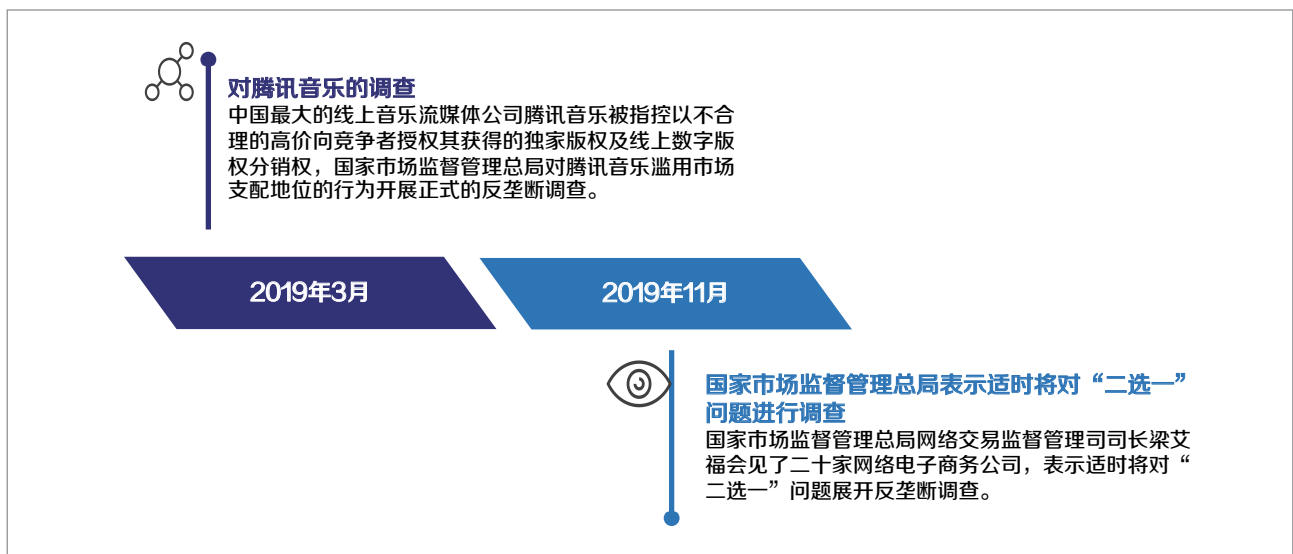 对腾讯音乐的调查
中国最大的线上音乐流媒体公司腾讯音乐被指控以不合
理的高价向竞争者授权其获得的独家版权及线上数字版
权分销权，国家市场监督管理总局对腾讯音乐滥用市场
支配地位的行为开展正式的反垄断调查。
2019年3月
2019年11月
国家市场监督管理总局表示适时将对“二选一”
问题进行调查
国家市场监督管理总局网络交易监督管理司司长梁艾
福会见了二十家网络电子商务公司，表示适时将对“
二选一”问题展开反垄断调查。